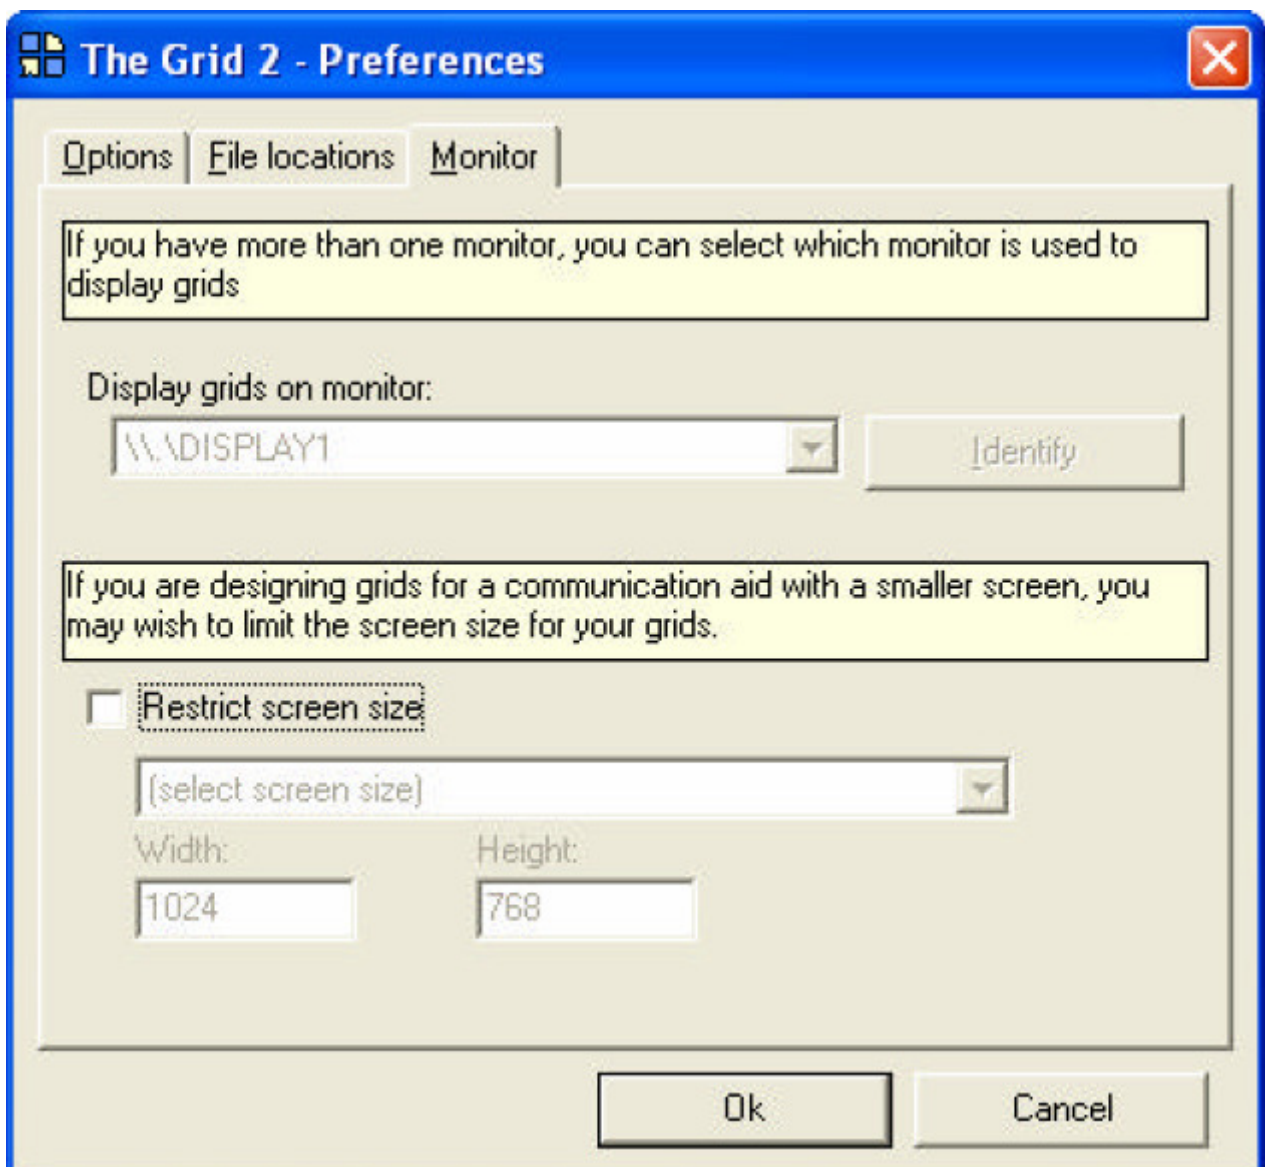 The Grid 2 - Preferences
Options File locations Monitor
If you have more than one monitor, you can select which monitor is used to
display grids
Display grids on monitor:
\\.\DISPLAY1 Identify
If you are designing grids for a communication aid with a smaller screen, you
may wish to limit the screen size for your grids.
Restrict screen size
(select screen size)
Width: Height:
1024 768
Ok Cancel